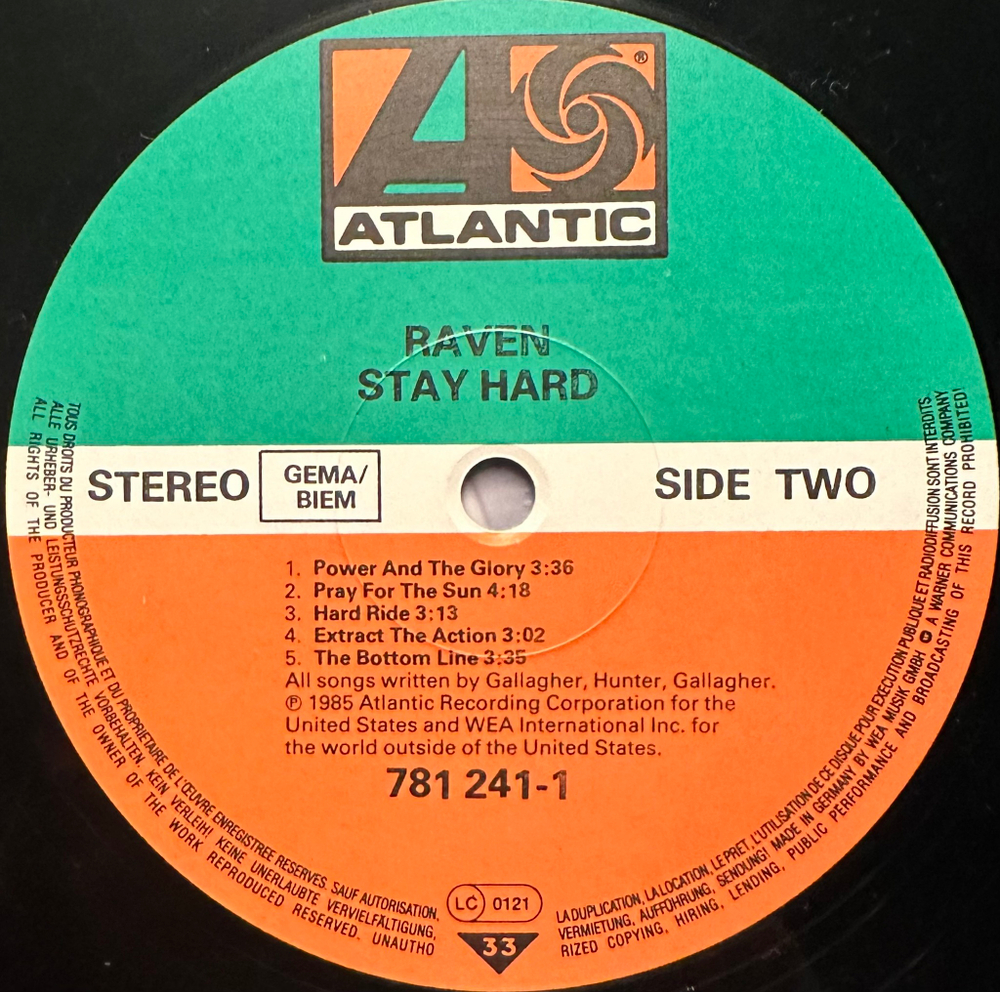 ®
ATLANTIC
RAVEN
STAY HARD
STEREO
GEMA/
BIEM
SIDE TWO
1. Power And The Glory 3:36
2. Pray For The Sun 4:18
3. Hard Ride 3:13
4. Extract The Action 3:02
5. The Bottom Line 3:35
All songs written by Gallagher, Hunter, Gallagher.
℗ 1985 Atlantic Recording Corporation for the
United States and WEA International Inc. for
the world outside of the United States.
781 241-1
LC 0121
33
TOUS DROITS DU PRODUCTEUR PHONOGRAPHIQUE ET DU PROPRIETAIRE DE L'ŒUVRE ENREGISTREE RESERVES. SAUF AUTORISATION,
LA DUPLICATION, LA LOCATION, LE PRET, L'UTILISATION DE CE DISQUE POUR EXECUTION PUBLIQUE ET RADIODIFFUSION SONT INTERDITS
ALLE URHEBER- UND LEISTUNGSSCHUTZRECHTE VORBEHALTEN. KEIN VERLEIH! KEINE UNERLAUBTE VERVIELFÄLTIGUNG,
VERMIETUNG, AUFFÜHRUNG, SENDUNG! MADE IN GERMANY BY WEA MUSIK GMBH A WARNER COMMUNICATIONS COMPANY
ALL RIGHTS OF THE PRODUCER AND OF THE OWNER OF THE WORK REPRODUCED RESERVED. UNAUTHO
RIZED COPYING, HIRING, LENDING, PUBLIC PERFORMANCE AND BROADCASTING OF THIS RECORD PROHIBITED!